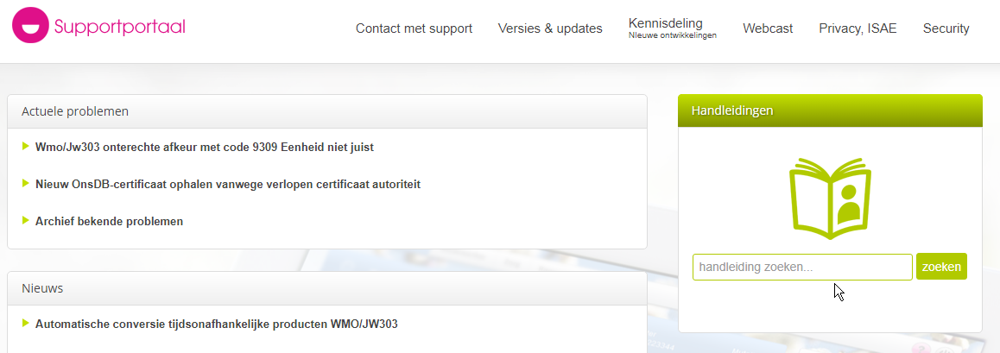 Supportportaal
Contact met support
Versies & updates
Kennisdeling
Nieuwe ontwikkelingen
Webcast
Privacy, ISAE
Security
Actuele problemen
Wmo/Jw303 onterechte afkeur met code 9309 Eenheid niet juist
Nieuw OnsDB-certificaat ophalen vanwege verlopen certificaat autoriteit
Archief bekende problemen
Handleidingen
handleiding zoeken...
zoeken
Nieuws
Automatische conversie tijdsonafhankelijke producten WMO/JW303